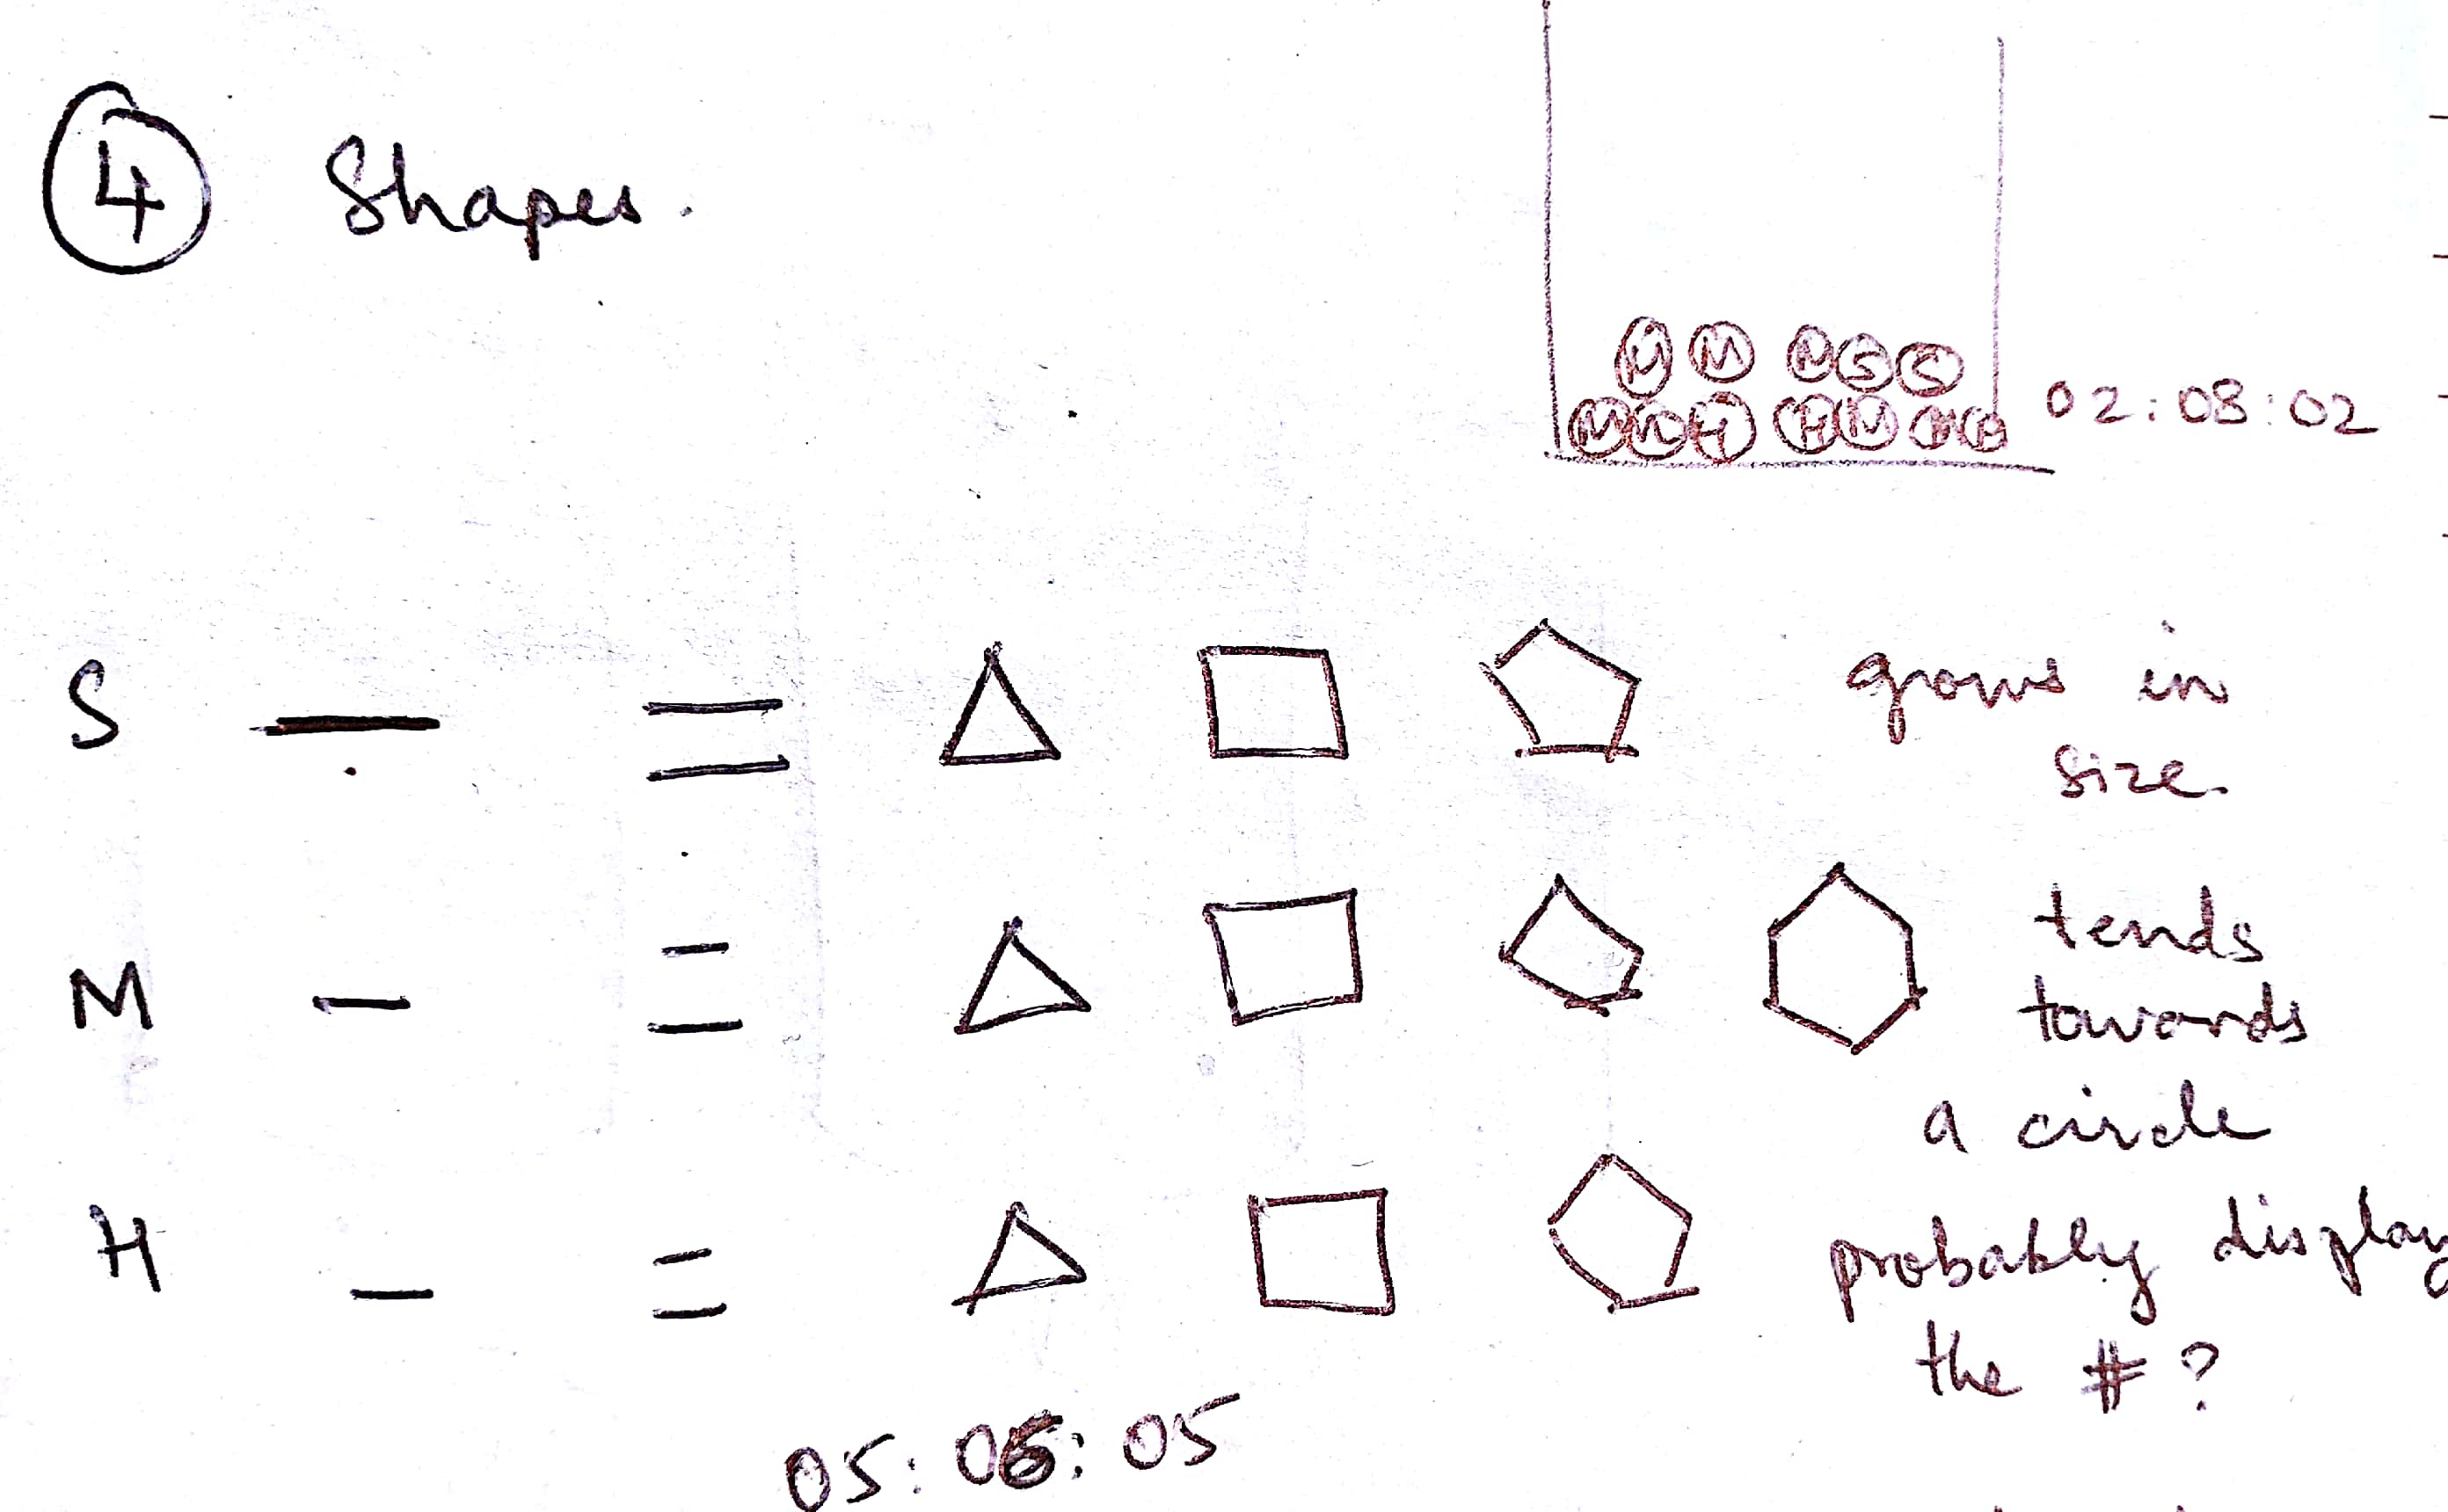 ④ Shapes.
M M S S
M H M
02:08:02
S grows in
size.
M tends
towards
a circle
H probably display
the # ?
05:06:05